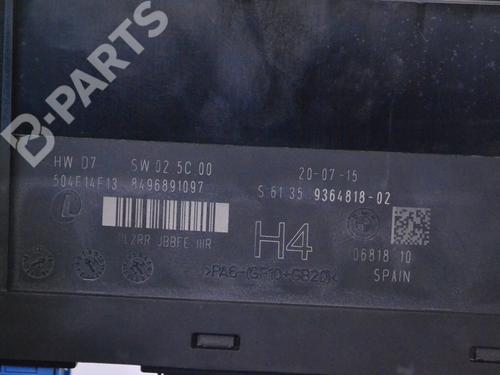 B-PARTS
HW D7 SW 02 5C 00 20-07-15
504F14F13 8496891097 S 61 35 9364818-02
L
H4
06818 10
SPAIN
>PA6-(GF10+GB20)<